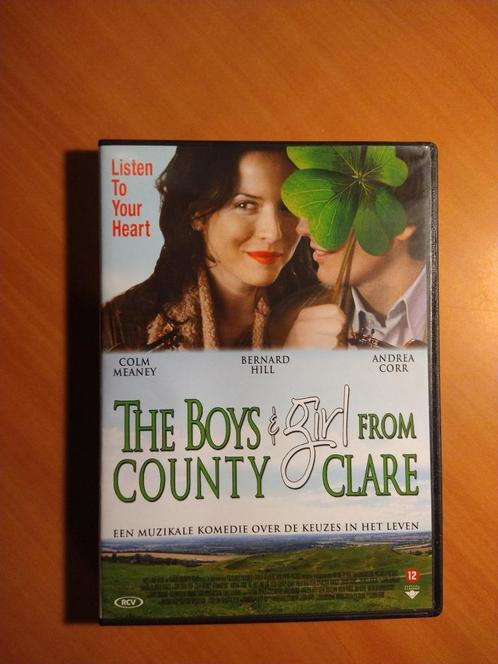 Listen
To
Your
Heart
COLM
MEANEY
BERNARD
HILL
ANDREA
CORR
THE BOYS & girl FROM
COUNTY CLARE
EEN MUZIKALE KOMEDIE OVER DE KEUZES IN HET LEVEN
12
RCV